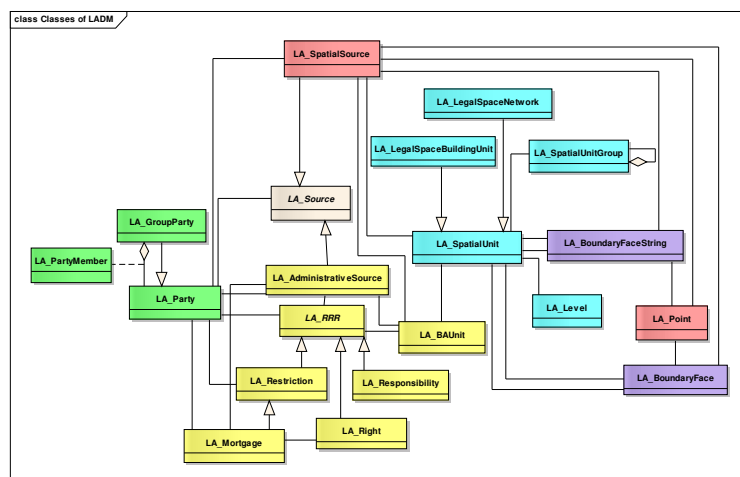 class Classes of LADM
LA_SpatialSource
LA_LegalSpaceNetwork
LA_LegalSpaceBuildingUnit
LA_SpatialUnitGroup
LA_Source
LA_GroupParty
LA_SpatialUnit
LA_BoundaryFaceString
LA_PartyMember
LA_AdministrativeSource
LA_Party
LA_Level
LA_Point
LA_RRR
LA_BAUnit
LA_Restriction
LA_Responsibility
LA_BoundaryFace
LA_Mortgage
LA_Right